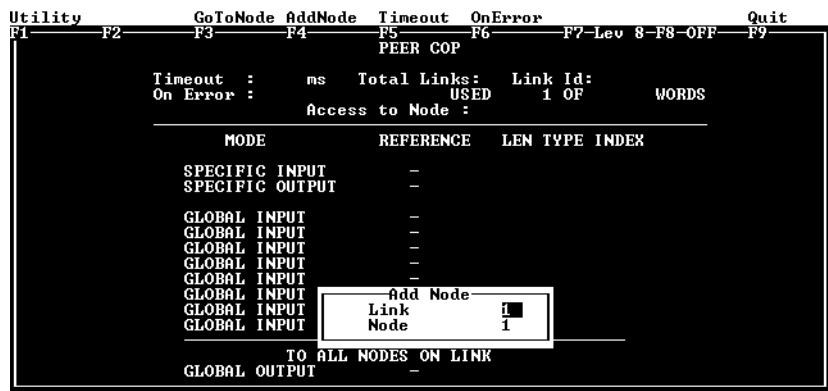 Utility GoToNode AddNode Timeout OnError Quit
F1 F2 F3 F4 F5 F6 F7-Lev 8-F8-OFF F9
PEER COP
Timeout : ms Total Links: Link Id:
On Error : USED 1 OF WORDS
Access to Node :
MODE REFERENCE LEN TYPE INDEX
SPECIFIC INPUT -
SPECIFIC OUTPUT -
GLOBAL INPUT -
GLOBAL INPUT -
GLOBAL INPUT -
GLOBAL INPUT -
GLOBAL INPUT -
GLOBAL INPUT
GLOBAL INPUT
GLOBAL INPUT
Add Node
Link 1
Node 1
TO ALL NODES ON LINK
GLOBAL OUTPUT -